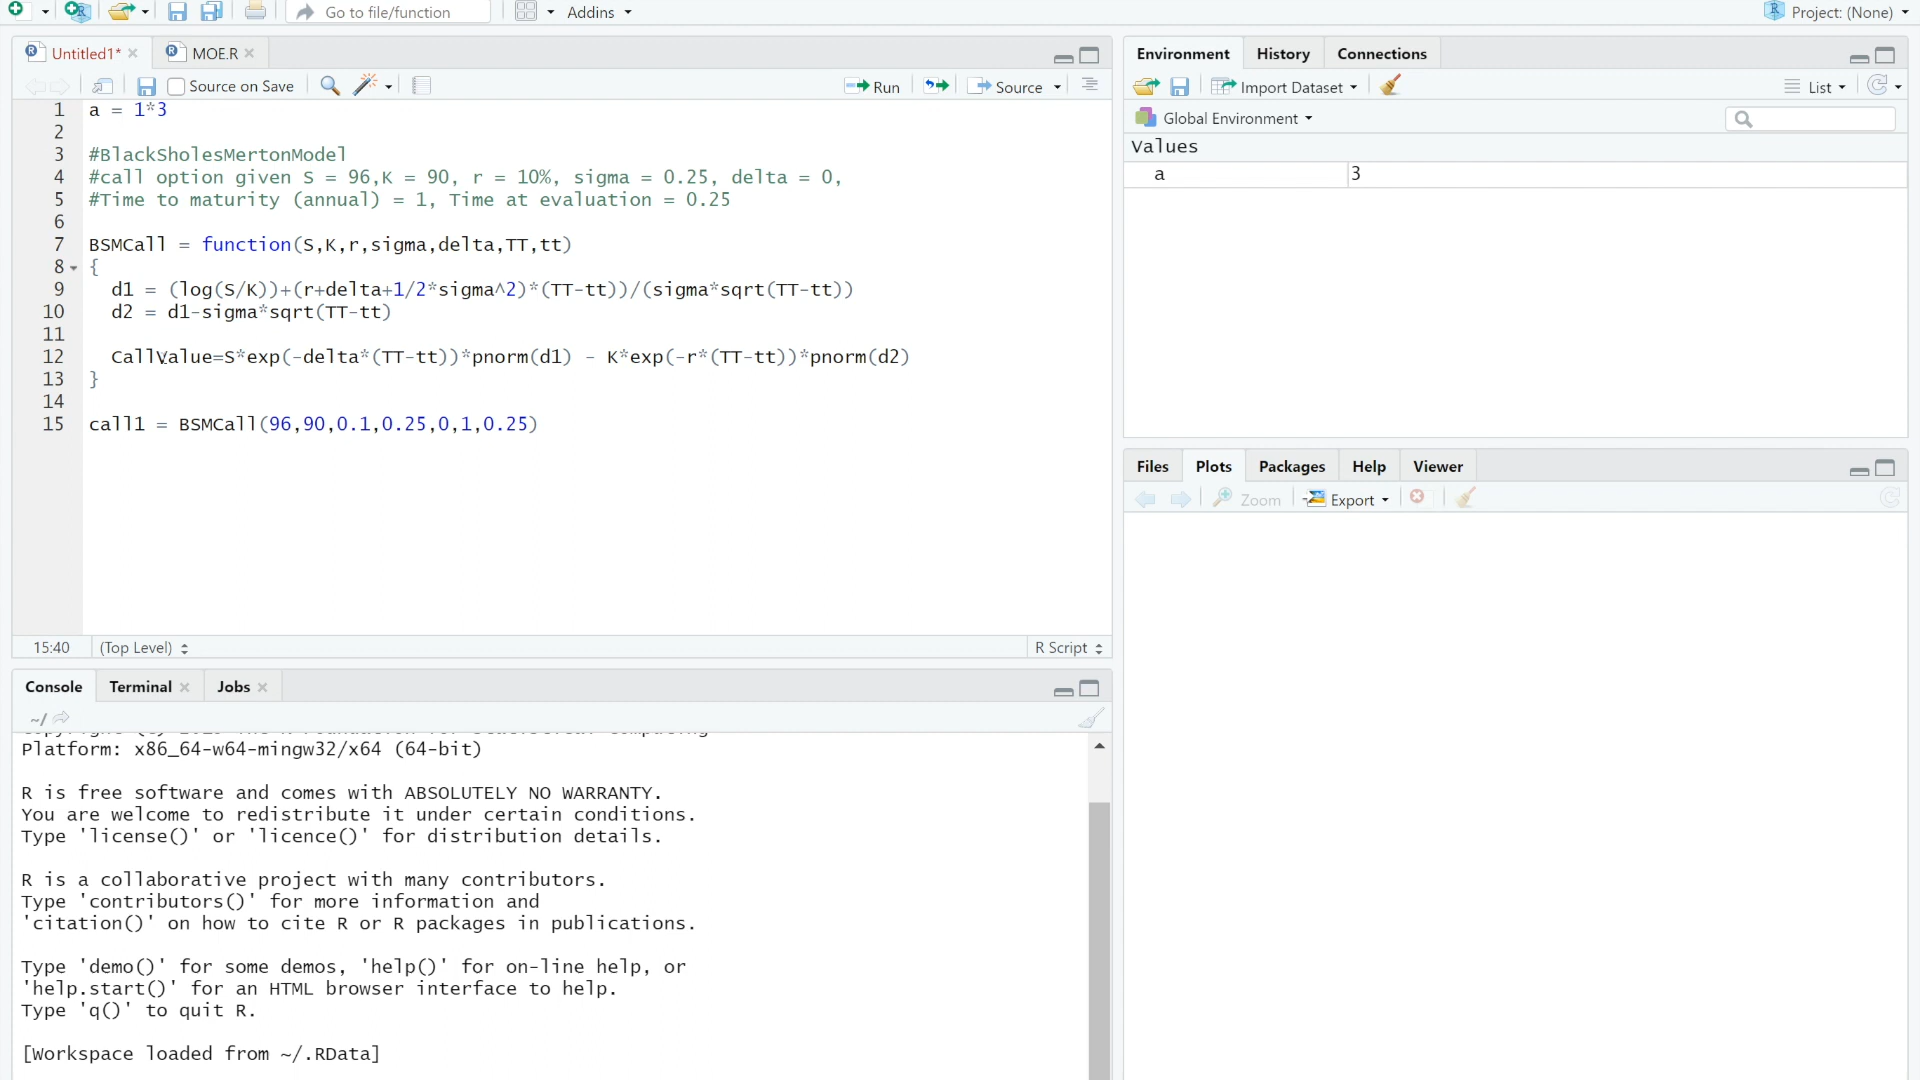 Go to file/function
Addins
Project: (None)
Untitled1*
MOE.R
Source on Save
Run
Source
1 a = 1*3
2
3 #BlackSholesMertonModel
4 #call option given S = 96,K = 90, r = 10%, sigma = 0.25, delta = 0,
5 #Time to maturity (annual) = 1, Time at evaluation = 0.25
6
7 BSMCall = function(S,K,r,sigma,delta,TT,tt)
8 {
9 d1 = (log(S/K))+(r+delta+1/2*sigma^2)*(TT-tt))/(sigma*sqrt(TT-tt))
10 d2 = d1-sigma*sqrt(TT-tt)
11
12 CallValue=S*exp(-delta*(TT-tt))*pnorm(d1) - K*exp(-r*(TT-tt))*pnorm(d2)
13 }
14
15 call1 = BSMCall(96,90,0.1,0.25,0,1,0.25)
15:40 (Top Level)
R Script
Console
Terminal
Jobs
~/
Platform: x86_64-w64-mingw32/x64 (64-bit)
R is free software and comes with ABSOLUTELY NO WARRANTY.
You are welcome to redistribute it under certain conditions.
Type 'license()' or 'licence()' for distribution details.
R is a collaborative project with many contributors.
Type 'contributors()' for more information and
'citation()' on how to cite R or R packages in publications.
Type 'demo()' for some demos, 'help()' for on-line help, or
'help.start()' for an HTML browser interface to help.
Type 'q()' to quit R.
[Workspace loaded from ~/.RData]
Environment
History
Connections
Import Dataset
List
Global Environment
Values
a 3
Files
Plots
Packages
Help
Viewer
Zoom
Export